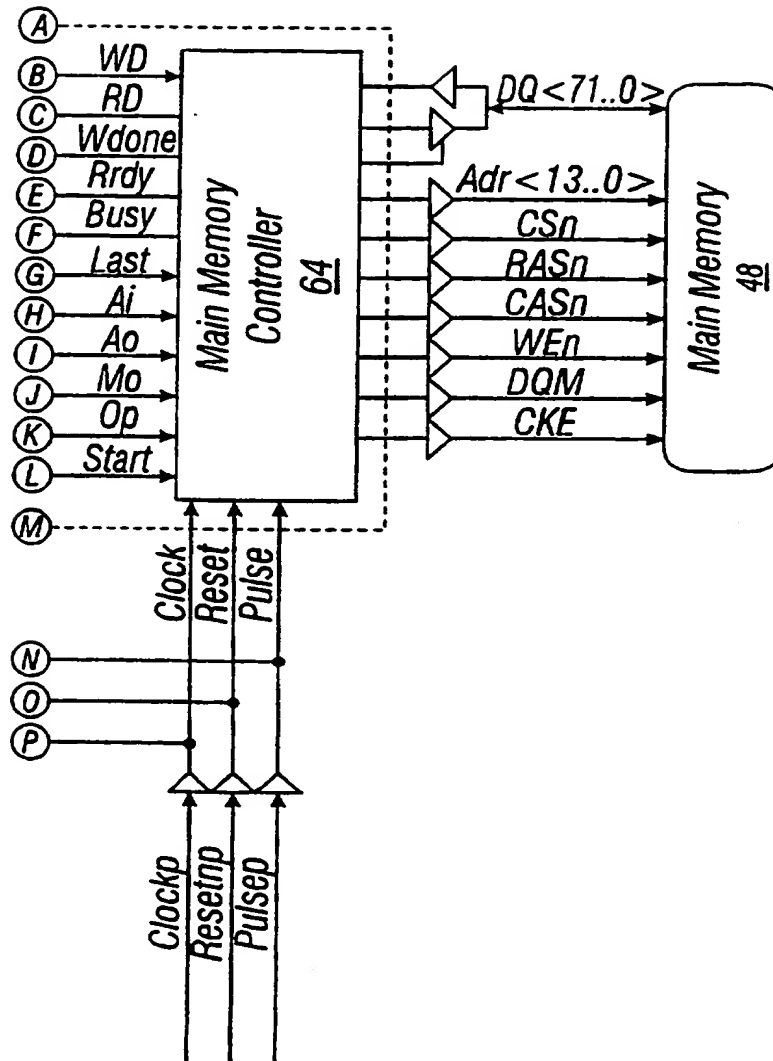 A
B WD
C RD
D Wdone
E Rrdy
F Busy
G Last
H Ai
I Ao
J Mo
K Op
L Start
M
Main Memory
Controller
64
DQ<71..0>
Adr<13..0>
CSn
RASn
CASn
WEn
DQM
CKE
Main Memory
48
Clock
Reset
Pulse
N
O
P
Clockp
Resetnp
Pulsep